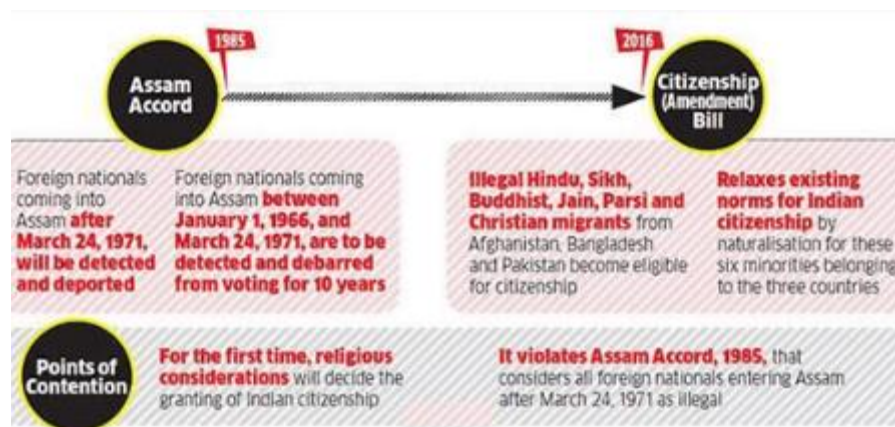 1985
Assam
Accord
2016
Citizenship
(Amendment)
Bill
Foreign nationals
coming into
Assam after
March 24, 1971,
will be detected
and deported
Foreign nationals coming
into Assam between
January 1, 1966, and
March 24, 1971, are to be
detected and debarred
from voting for 10 years
Illegal Hindu, Sikh,
Buddhist, Jain, Parsi and
Christian migrants from
Afghanistan, Bangladesh
and Pakistan become eligible
for citizenship
Relaxes existing
norms for Indian
citizenship by
naturalisation for these
six minorities belonging
to the three countries
Points of
Contention
For the first time, religious
considerations will decide the
granting of Indian citizenship
It violates Assam Accord, 1985, that
considers all foreign nationals entering Assam
after March 24, 1971 as illegal